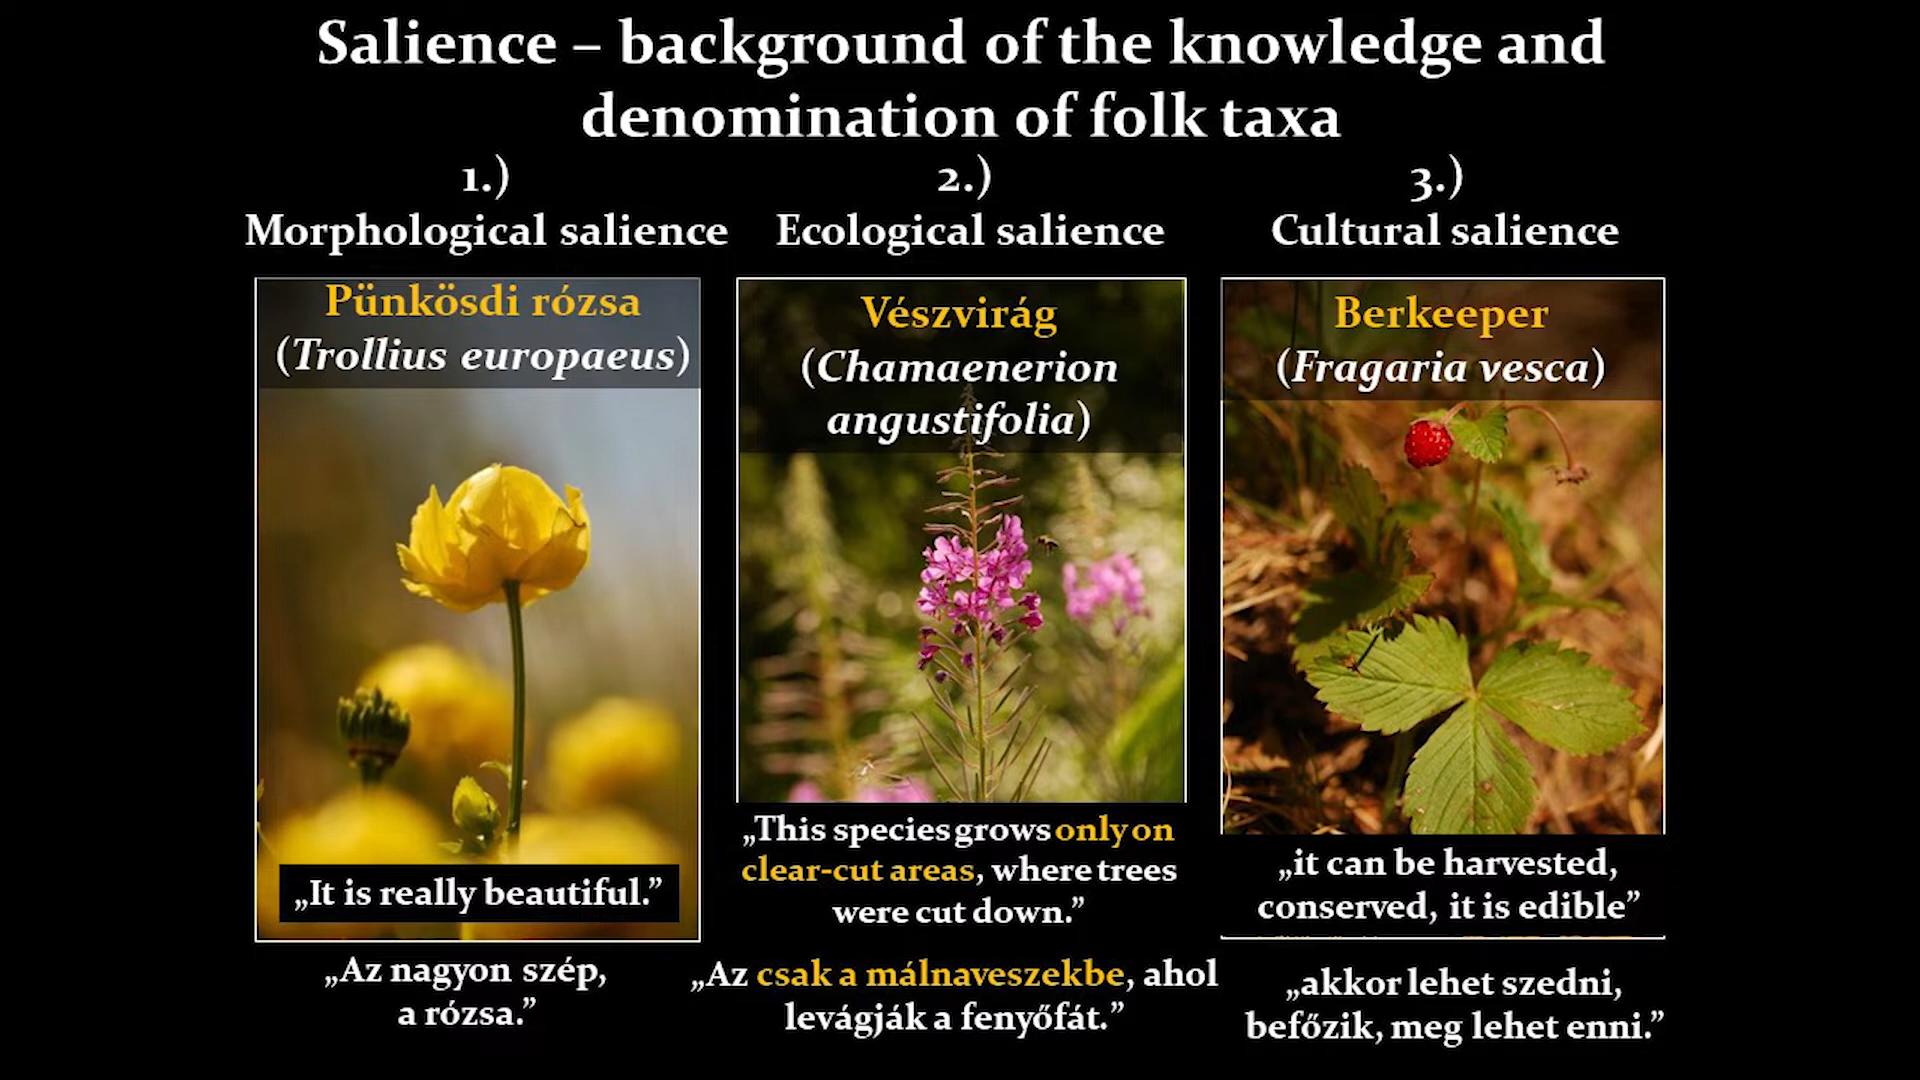 Salience – background of the knowledge and
denomination of folk taxa
1.)
Morphological salience
Pünkösdi rózsa
(Trollius europaeus)
„It is really beautiful.”
„Az nagyon szép,
a rózsa.”
2.)
Ecological salience
Vészvirág
(Chamaenerion
angustifolia)
„This species grows only on
clear-cut areas, where trees
were cut down.”
„Az csak a málnaveszekbe, ahol
levágják a fenyőfát.”
3.)
Cultural salience
Berkeeper
(Fragaria vesca)
„it can be harvested,
conserved, it is edible”
„akkor lehet szedni,
befőzik, meg lehet enni.”